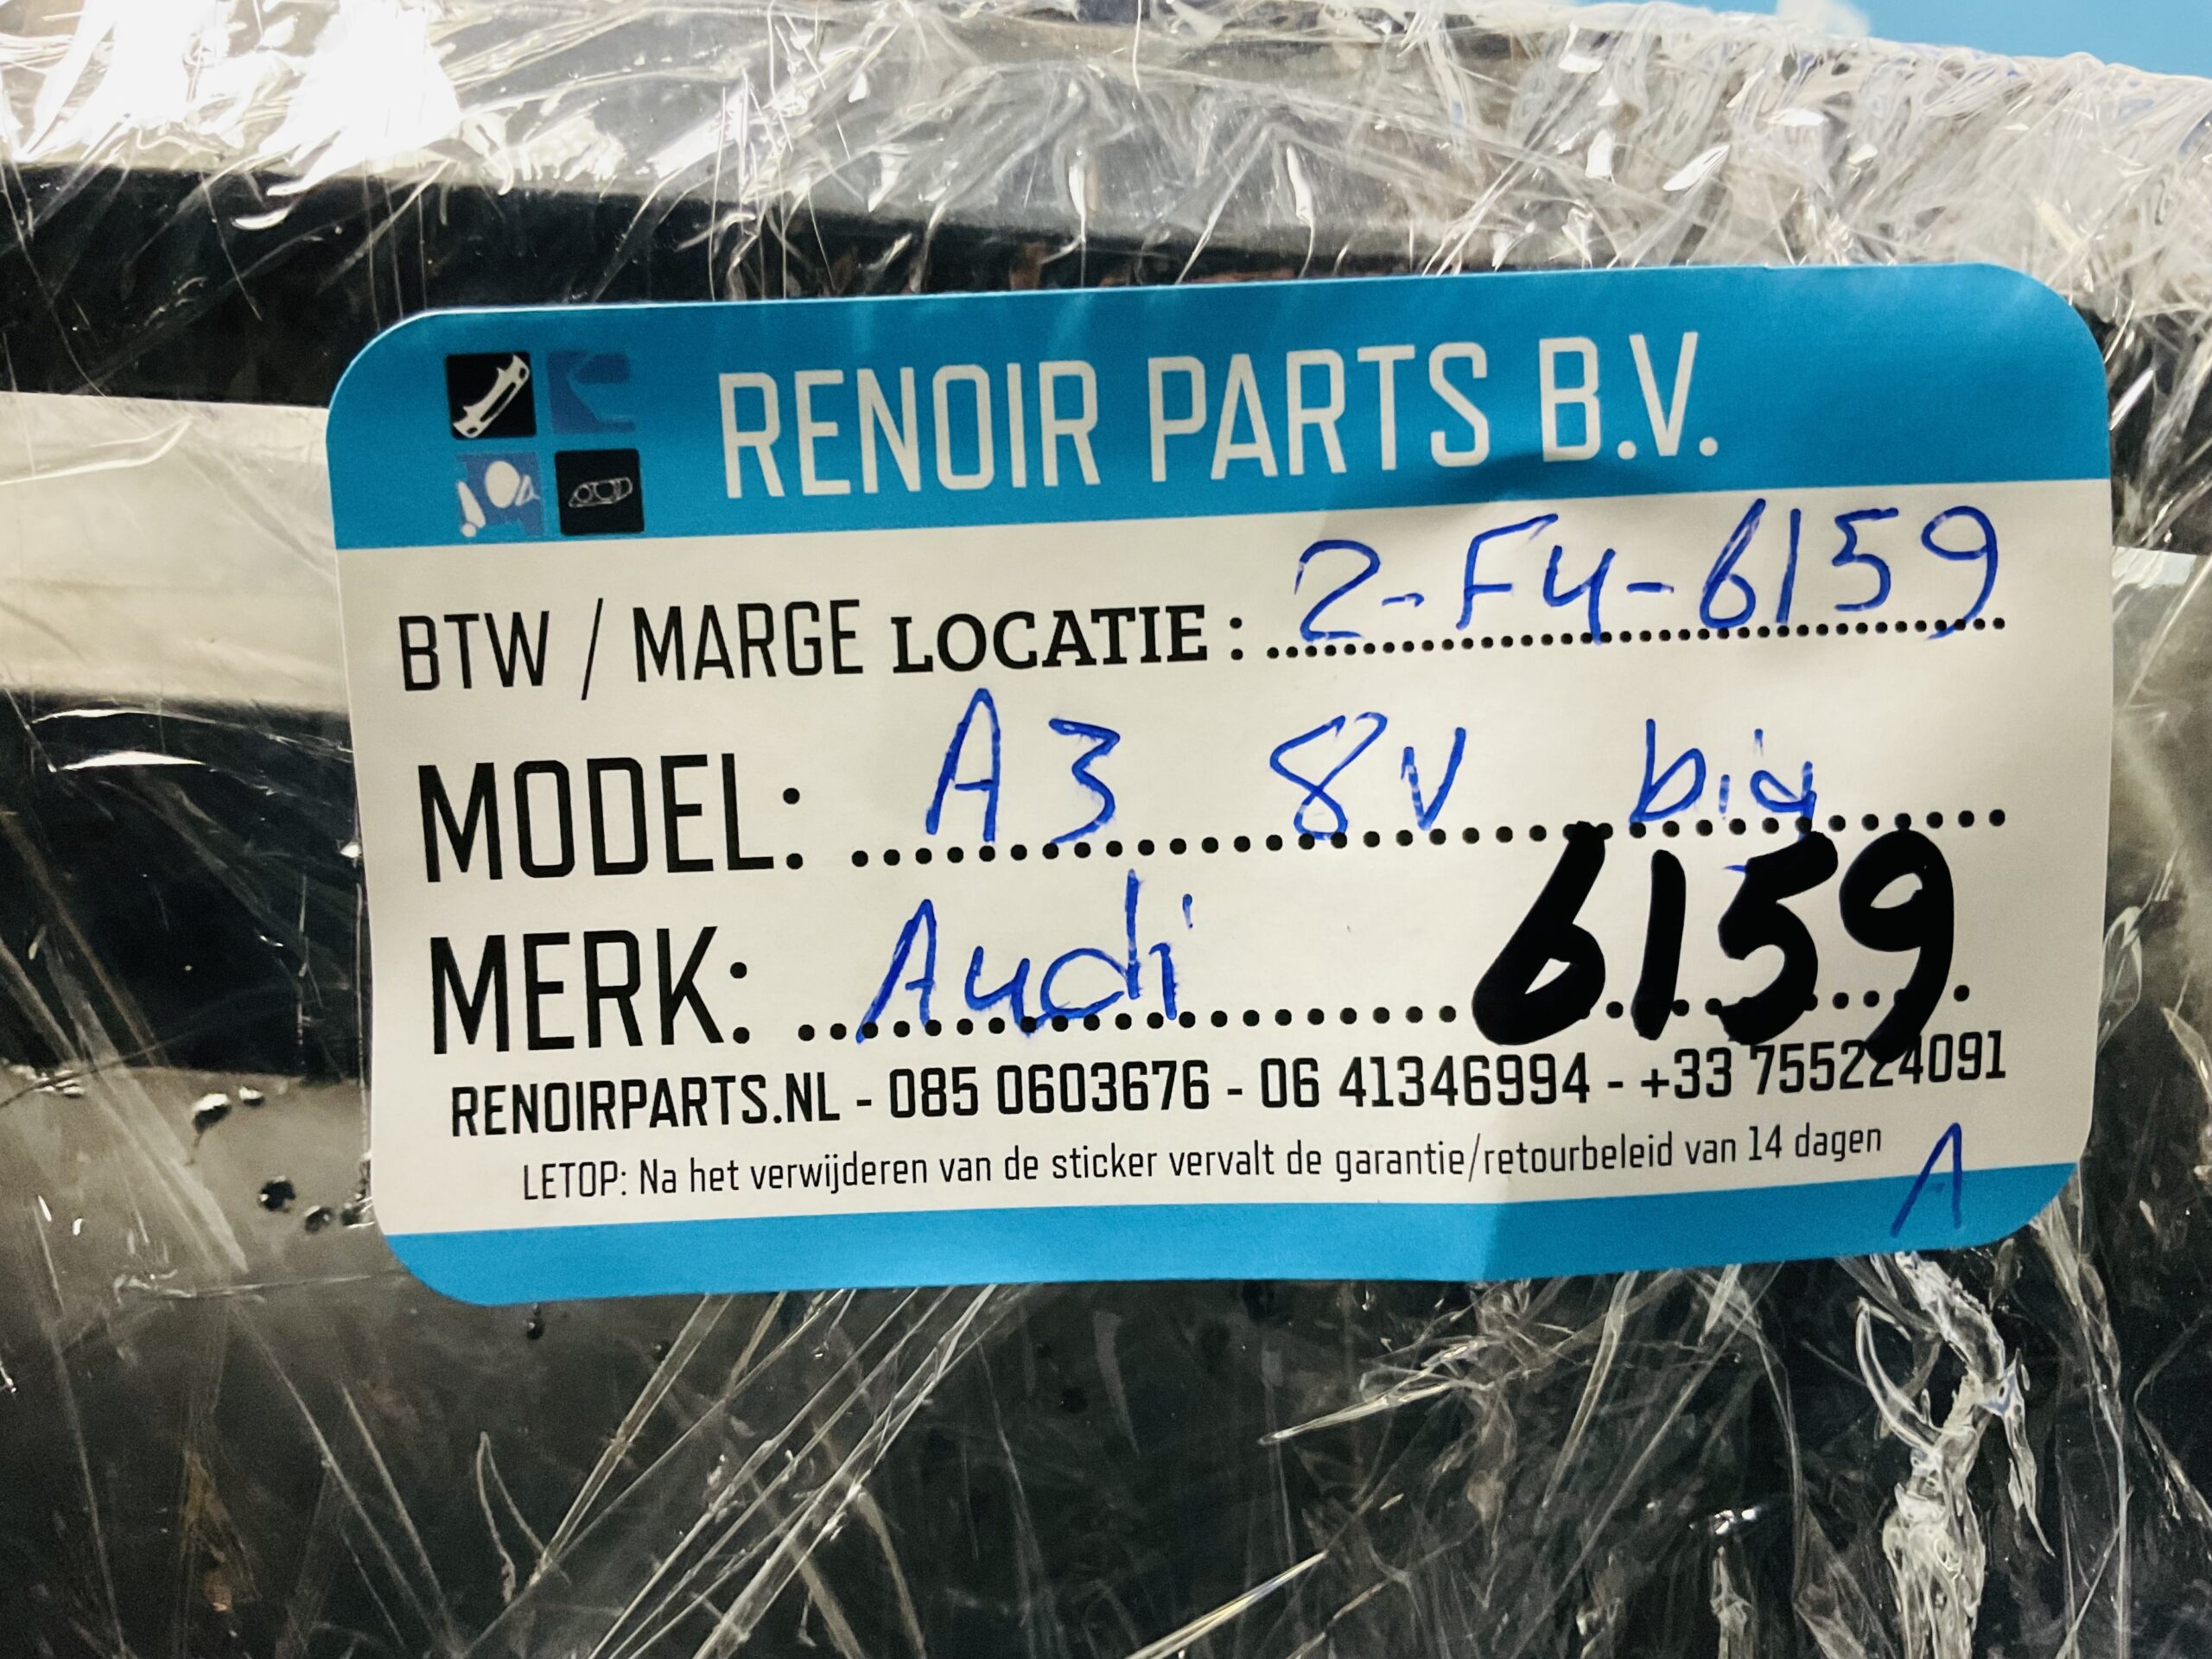 RENOIR PARTS B.V.
BTW / MARGE LOCATIE : 2-F4-6159
MODEL: A3 8V
MERK: Audi 6159
RENOIRPARTS.NL - 085 0603676 - 06 41346994 - +33 755224091
LETOP: Na het verwijderen van de sticker vervalt de garantie/retourbeleid van 14 dagen
A